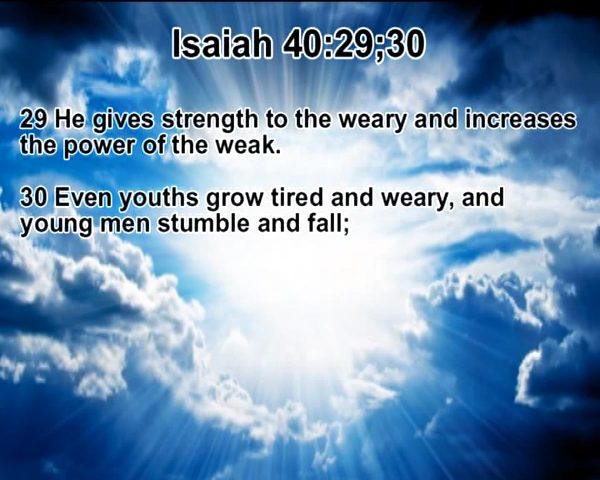 Isaiah 40:29;30
29 He gives strength to the weary and increases
the power of the weak.
30 Even youths grow tired and weary, and
young men stumble and fall;